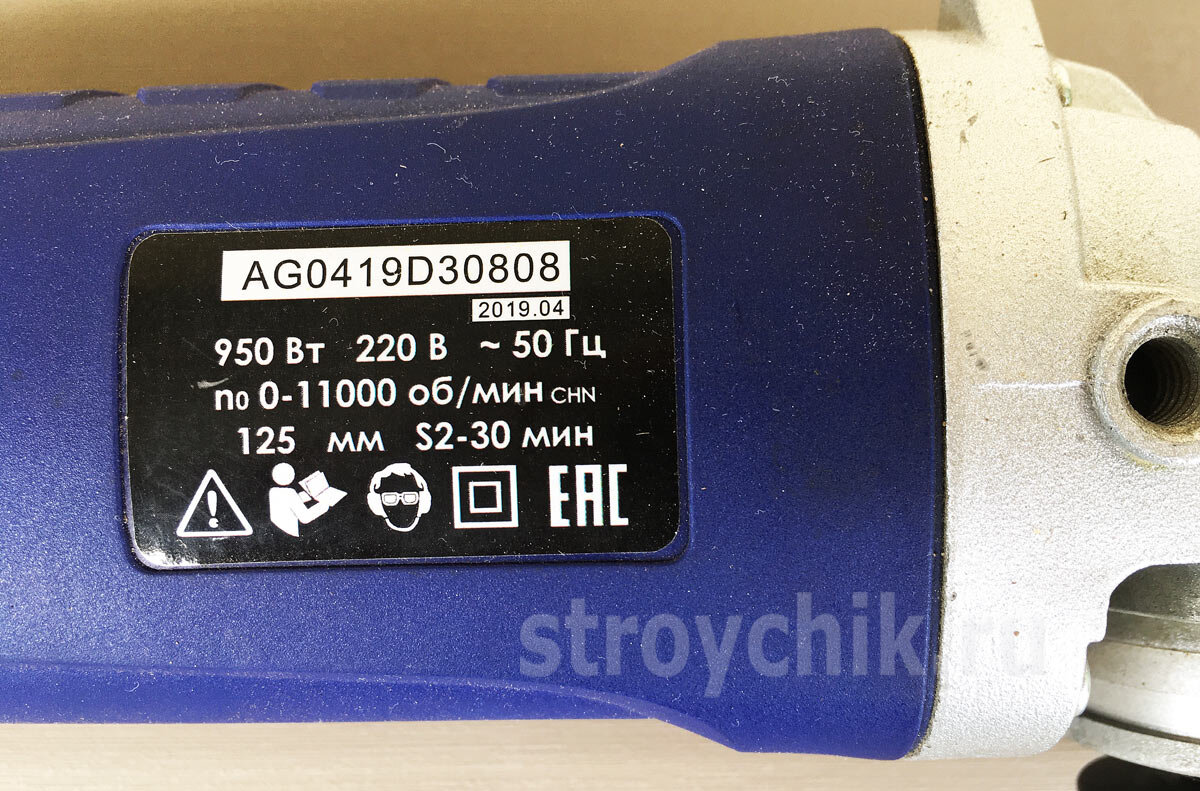 AG0419D30808
2019.04
950 Вт 220 В ~ 50 Гц
n0 0-11000 об/мин CHN
125 мм S2-30 мин
EAC
stroychik.ru